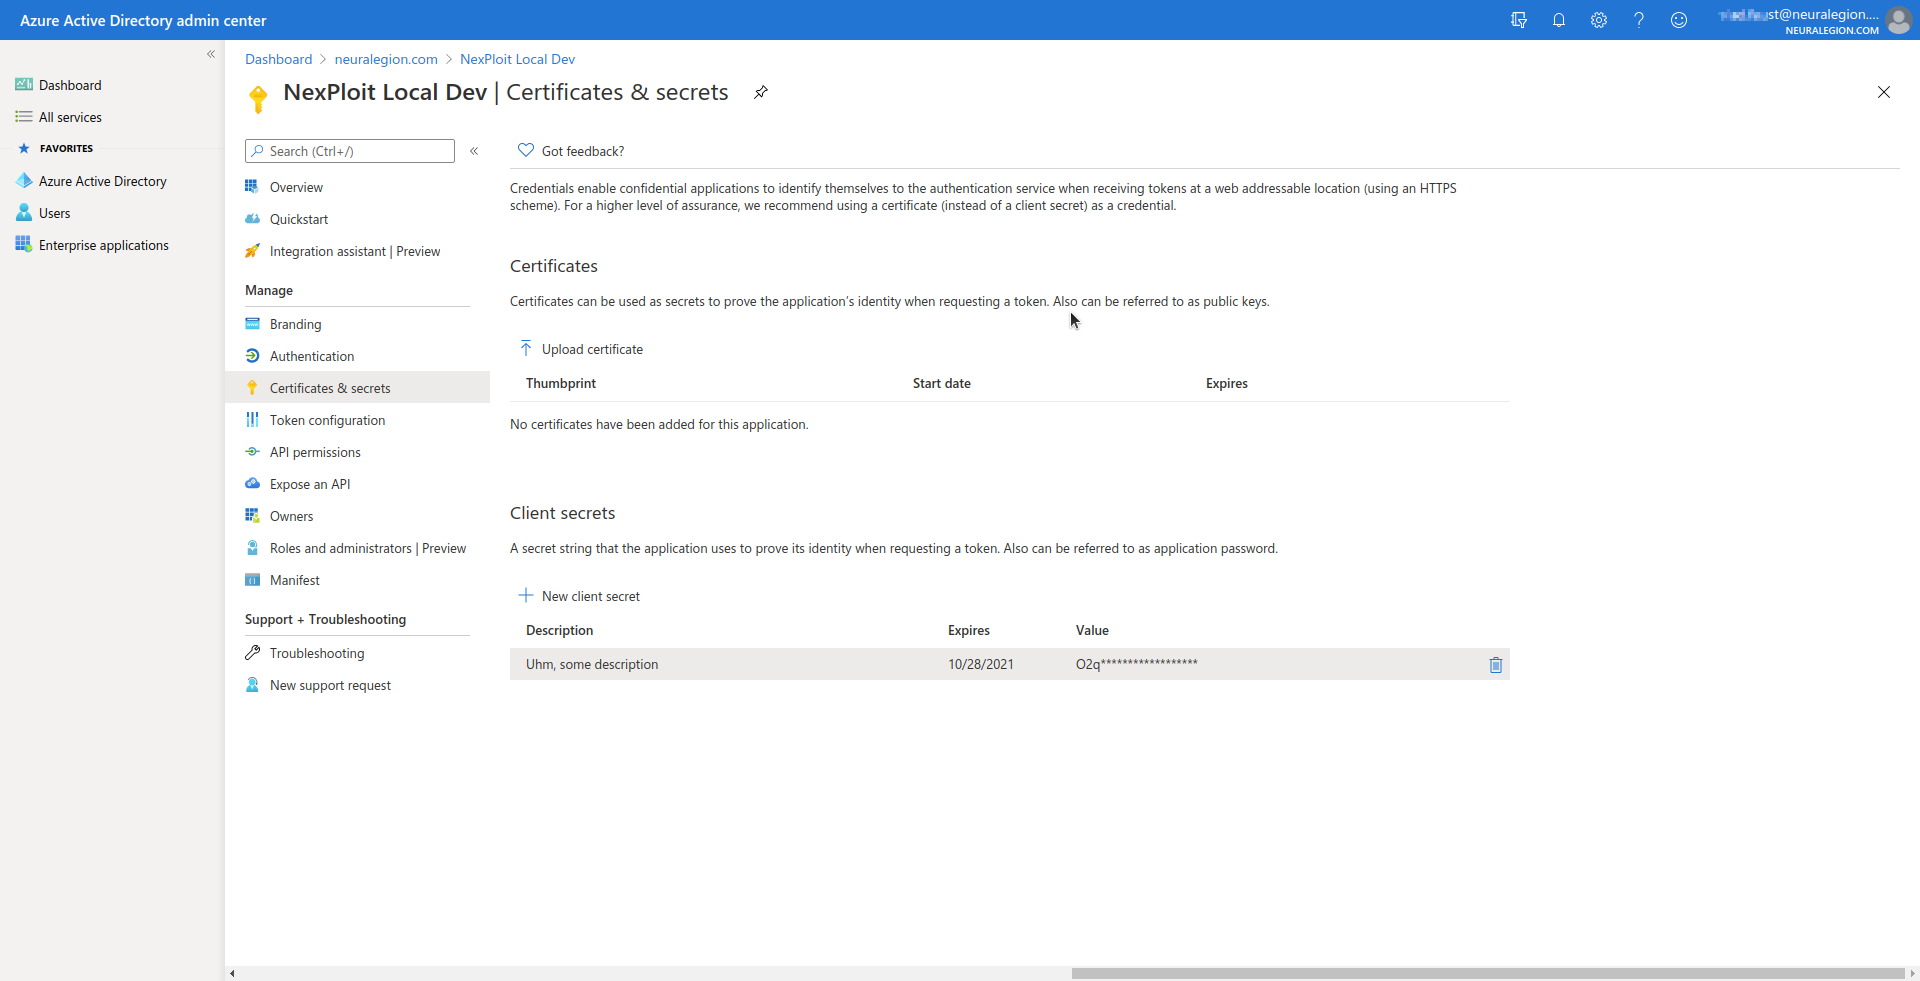 Azure Active Directory admin center
st@neuralegion....
NEURALEGION.COM
Dashboard
All services
FAVORITES
Azure Active Directory
Users
Enterprise applications
Dashboard > neuralegion.com > NexPloit Local Dev
NexPloit Local Dev | Certificates & secrets
Search (Ctrl+/)
Overview
Quickstart
Integration assistant | Preview
Manage
Branding
Authentication
Certificates & secrets
Token configuration
API permissions
Expose an API
Owners
Roles and administrators | Preview
Manifest
Support + Troubleshooting
Troubleshooting
New support request
Got feedback?
Credentials enable confidential applications to identify themselves to the authentication service when receiving tokens at a web addressable location (using an HTTPS
scheme). For a higher level of assurance, we recommend using a certificate (instead of a client secret) as a credential.
Certificates
Certificates can be used as secrets to prove the application's identity when requesting a token. Also can be referred to as public keys.
Upload certificate
Thumbprint Start date Expires
No certificates have been added for this application.
Client secrets
A secret string that the application uses to prove its identity when requesting a token. Also can be referred to as application password.
New client secret
Description Expires Value
Uhm, some description 10/28/2021 O2q******************